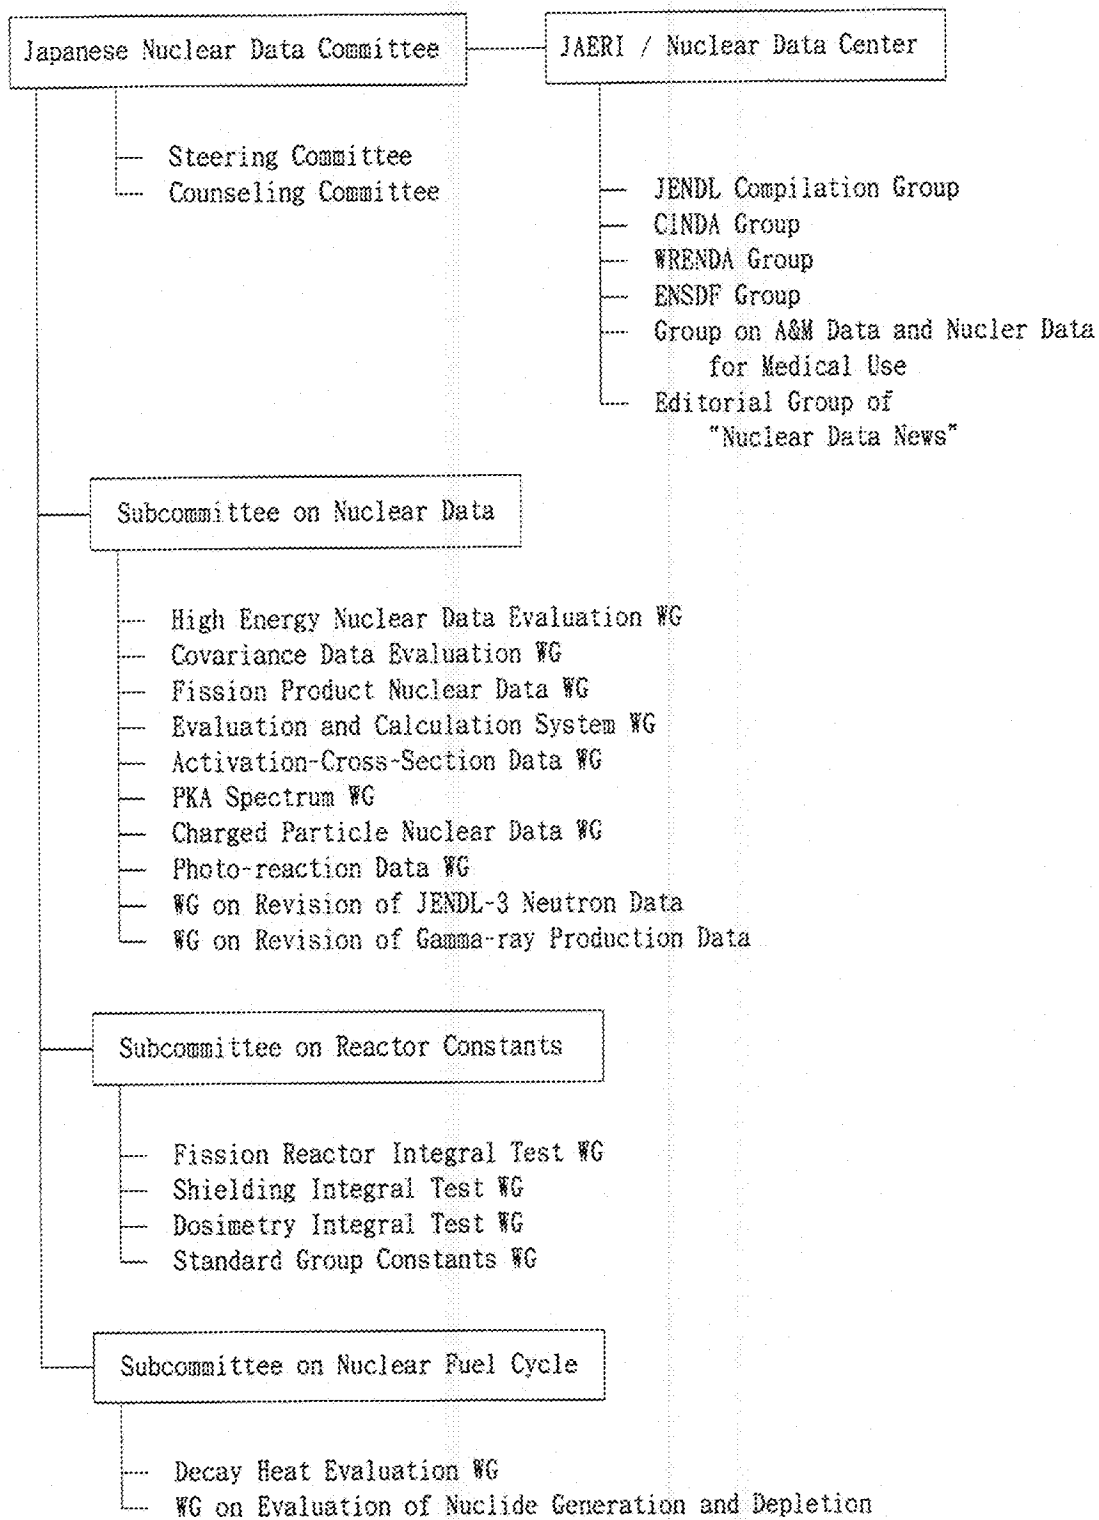 Japanese Nuclear Data Committee
JAERI / Nuclear Data Center
Steering Committee
Counseling Committee
JENDL Compilation Group
CINDA Group
WRENDA Group
ENSDF Group
Group on A&M Data and Nucler Data
for Medical Use
Editorial Group of
"Nuclear Data News"
Subcommittee on Nuclear Data
High Energy Nuclear Data Evaluation WG
Covariance Data Evaluation WG
Fission Product Nuclear Data WG
Evaluation and Calculation System WG
Activation-Cross-Section Data WG
PKA Spectrum WG
Charged Particle Nuclear Data WG
Photo-reaction Data WG
WG on Revision of JENDL-3 Neutron Data
WG on Revision of Gamma-ray Production Data
Subcommittee on Reactor Constants
Fission Reactor Integral Test WG
Shielding Integral Test WG
Dosimetry Integral Test WG
Standard Group Constants WG
Subcommittee on Nuclear Fuel Cycle
Decay Heat Evaluation WG
WG on Evaluation of Nuclide Generation and Depletion